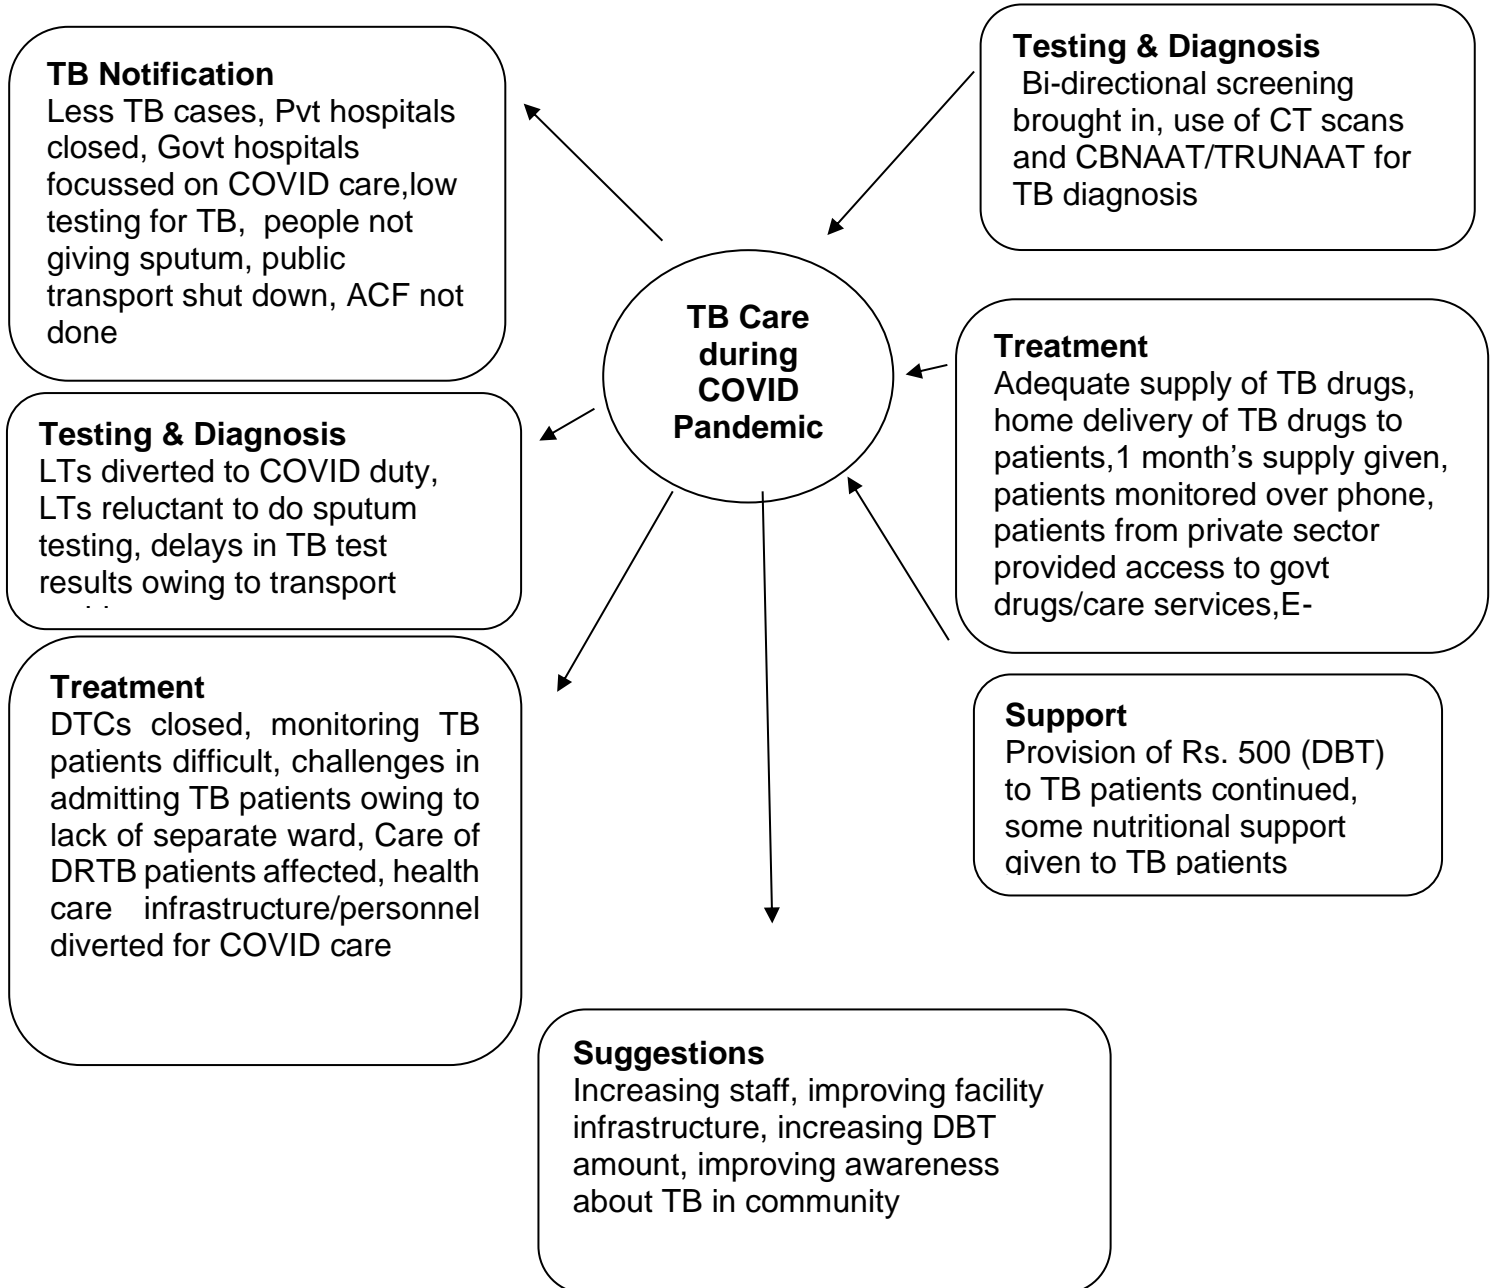 TB Notification
Less TB cases, Pvt hospitals
closed, Govt hospitals
focussed on COVID care,low
testing for TB, people not
giving sputum, public
transport shut down, ACF not
done
Testing & Diagnosis
Bi-directional screening
brought in, use of CT scans
and CBNAAT/TRUNAAT for
TB diagnosis
TB Care
during
COVID
Pandemic
Testing & Diagnosis
LTs diverted to COVID duty,
LTs reluctant to do sputum
testing, delays in TB test
results owing to transport
Treatment
Adequate supply of TB drugs,
home delivery of TB drugs to
patients,1 month’s supply given,
patients monitored over phone,
patients from private sector
provided access to govt
drugs/care services,E-
Treatment
DTCs closed, monitoring TB
patients difficult, challenges in
admitting TB patients owing to
lack of separate ward, Care of
DRTB patients affected, health
care infrastructure/personnel
diverted for COVID care
Support
Provision of Rs. 500 (DBT)
to TB patients continued,
some nutritional support
given to TB patients
Suggestions
Increasing staff, improving facility
infrastructure, increasing DBT
amount, improving awareness
about TB in community